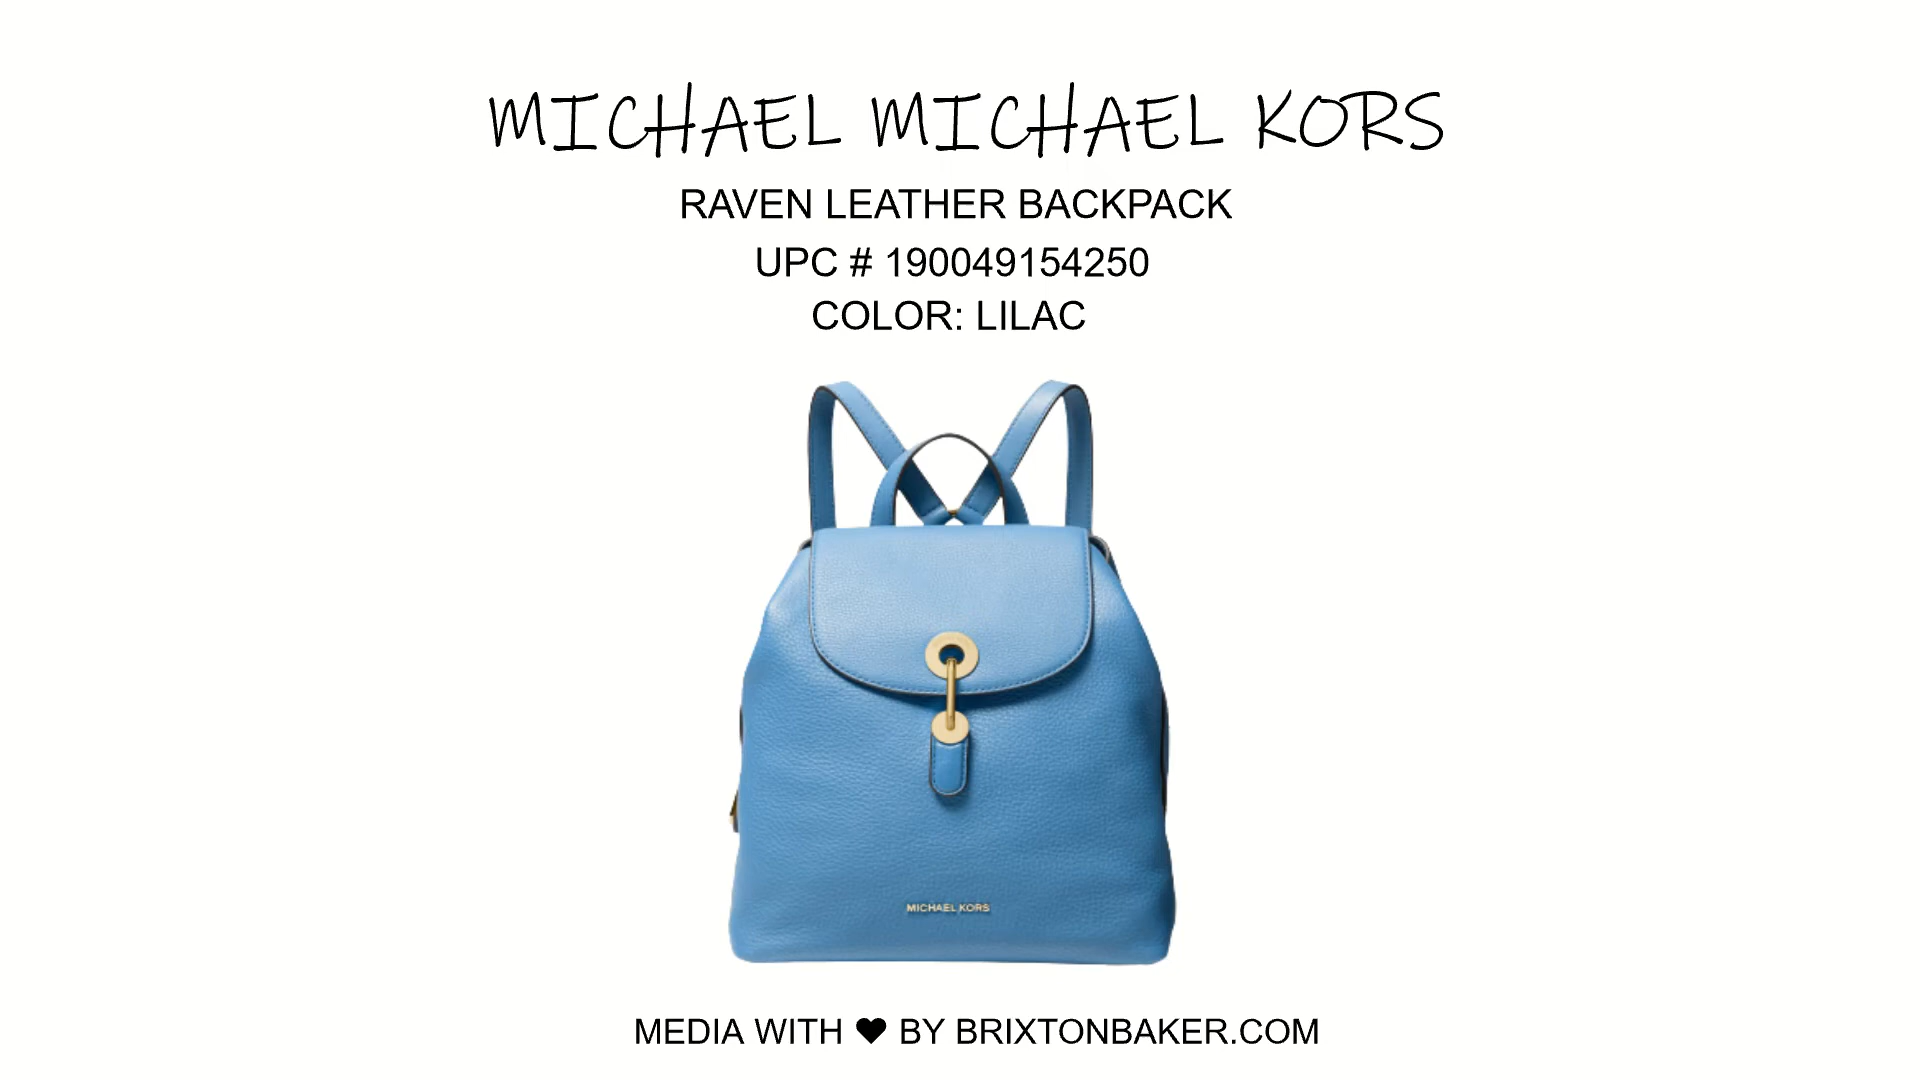 MICHAEL MICHAEL KORS
RAVEN LEATHER BACKPACK
UPC # 190049154250
COLOR: LILAC
MICHAEL KORS
MEDIA WITH ♥ BY BRIXTONBAKER.COM